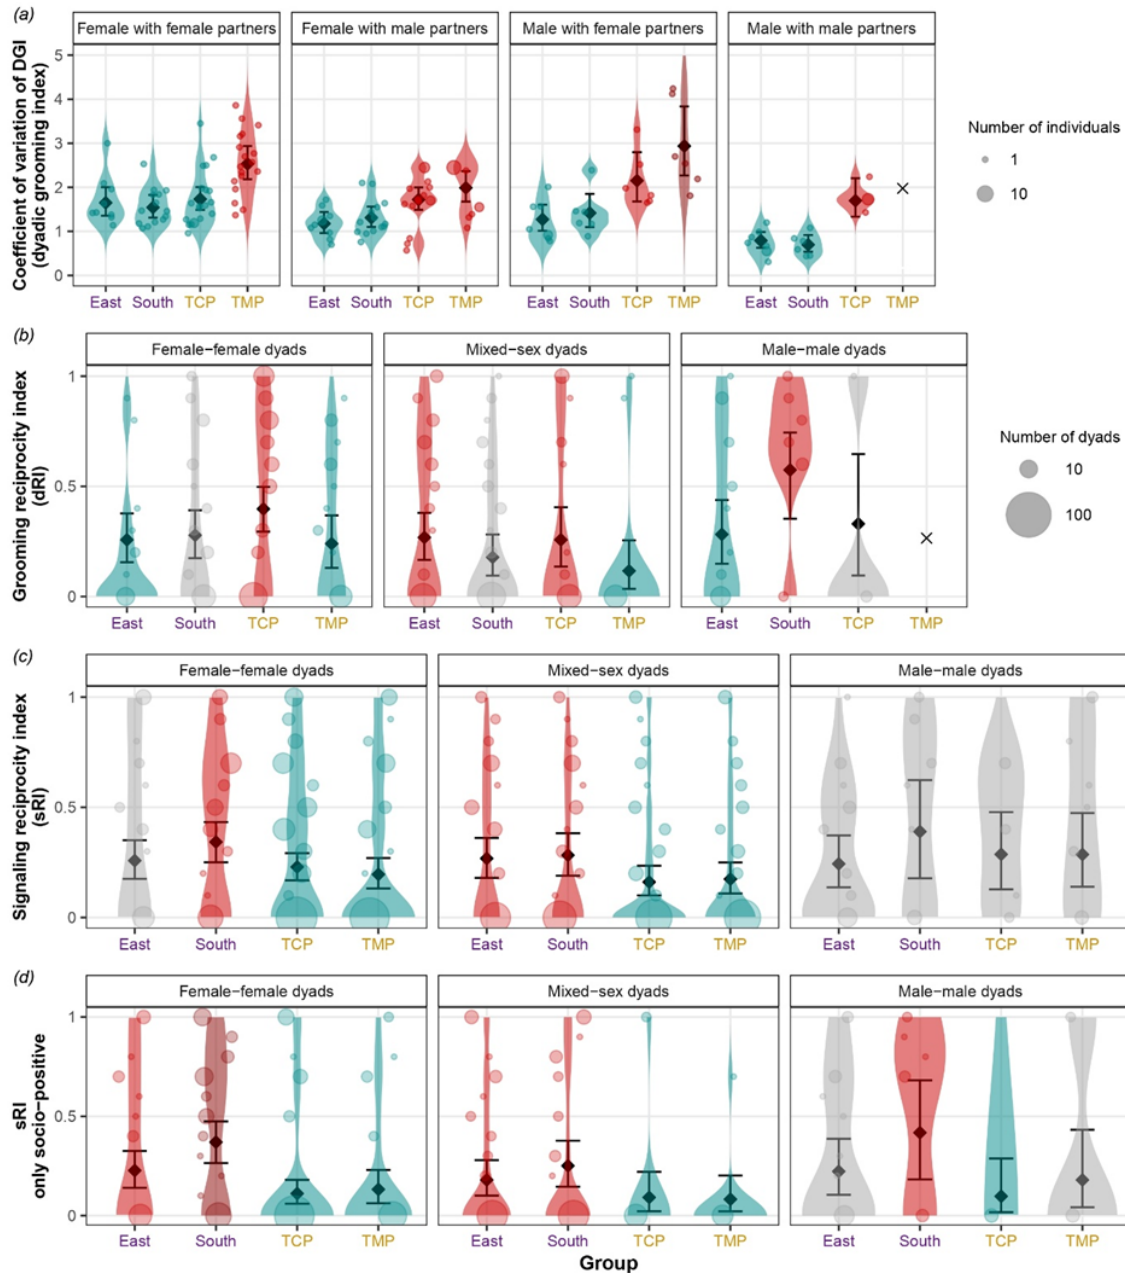 (a)
Female with female partners
Female with male partners
Male with female partners
Male with male partners
Coefficient of variation of DGI
(dyadic grooming index)
5
4
3
2
1
0
East South TCP TMP
East South TCP TMP
East South TCP TMP
East South TCP TMP
Number of individuals
1
10
(b)
Female−female dyads
Mixed−sex dyads
Male−male dyads
Grooming reciprocity index
(dRI)
1
0.5
0
East South TCP TMP
East South TCP TMP
East South TCP TMP
Number of dyads
10
100
(c)
Female−female dyads
Mixed−sex dyads
Male−male dyads
Signaling reciprocity index
(sRI)
1
0.5
0
East South TCP TMP
East South TCP TMP
East South TCP TMP
(d)
Female−female dyads
Mixed−sex dyads
Male−male dyads
sRI
only socio−positive
1
0.5
0
East South TCP TMP
East South TCP TMP
East South TCP TMP
Group